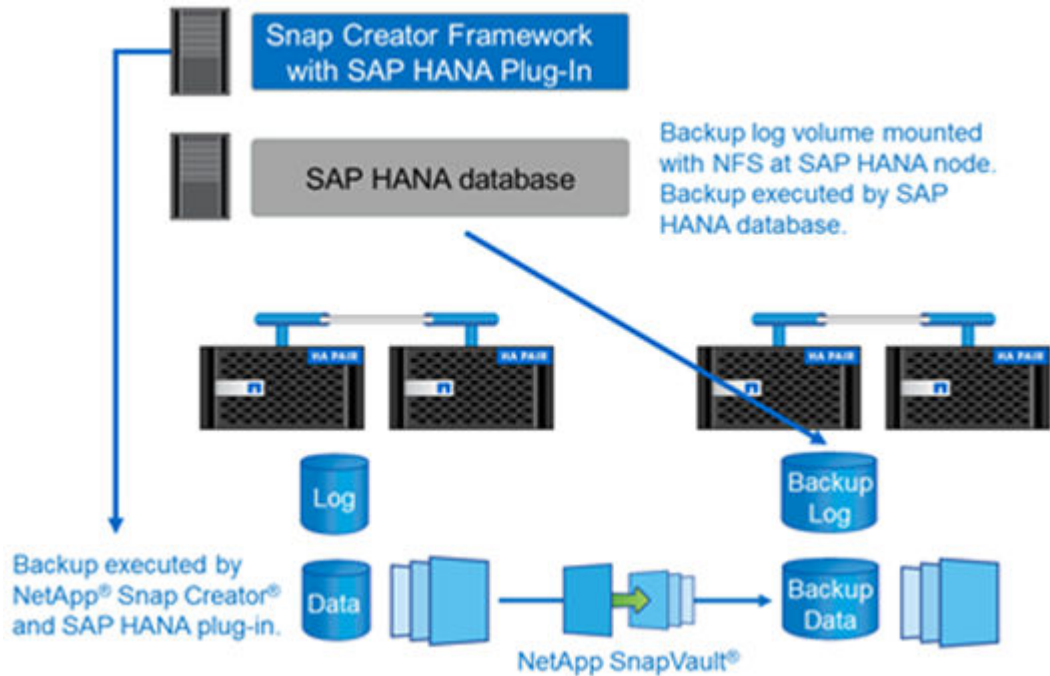 Snap Creator Framework
with SAP HANA Plug-In
SAP HANA database
Backup log volume mounted
with NFS at SAP HANA node.
Backup executed by SAP
HANA database.
HA PAIR
HA PAIR
HA PAIR
HA PAIR
Log
Backup
Log
Backup executed by
NetApp® Snap Creator®
and SAP HANA plug-in.
Data
Backup
Data
NetApp SnapVault®